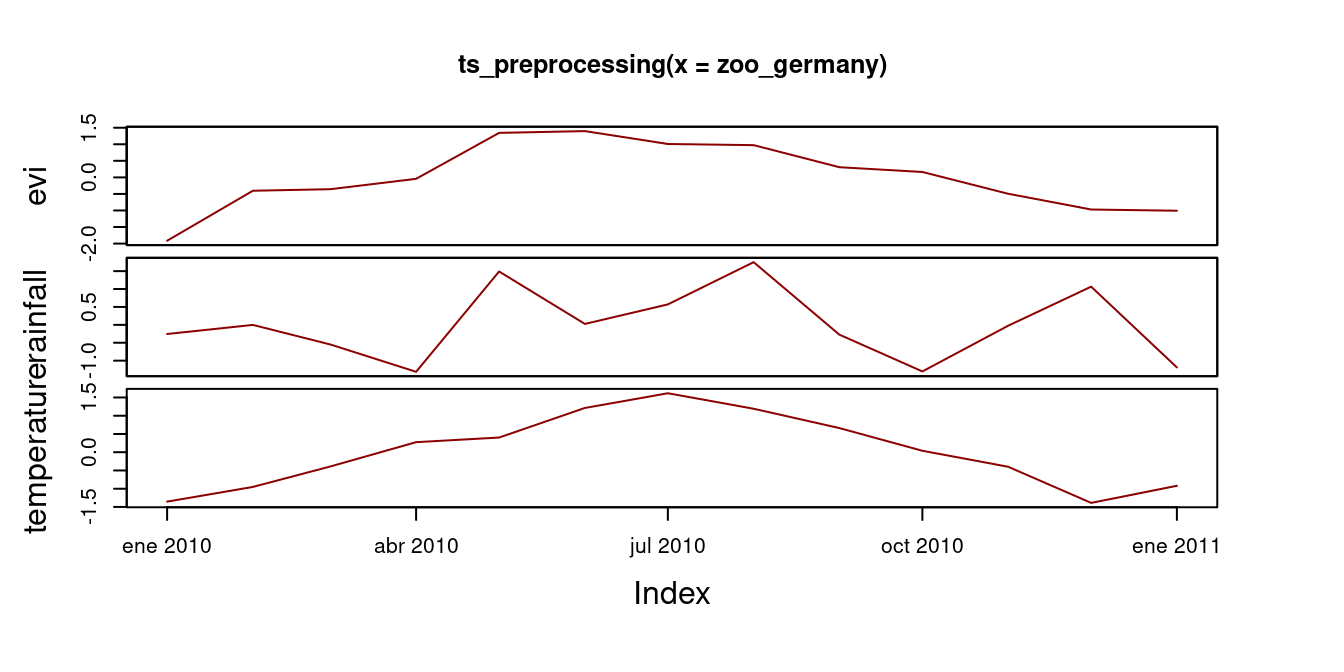 ts_preprocessing(x = zoo_germany)
evi
1.5
0.0
-2.0
rainfall
0.5
-1.0
temperature
1.5
0.0
-1.5
ene 2010 abr 2010 jul 2010 oct 2010 ene 2011
Index